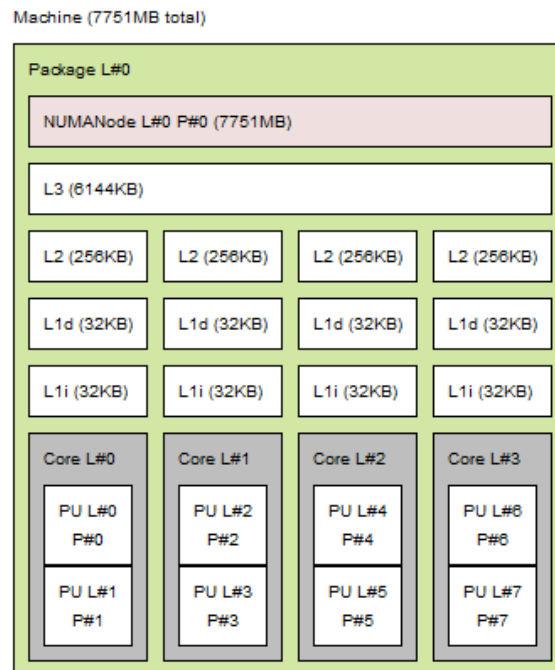 Machine (7751MB total)
Package L#0
NUMANode L#0 P#0 (7751MB)
L3 (6144KB)
L2 (256KB) L2 (256KB) L2 (256KB) L2 (256KB)
L1d (32KB) L1d (32KB) L1d (32KB) L1d (32KB)
L1i (32KB) L1i (32KB) L1i (32KB) L1i (32KB)
Core L#0 Core L#1 Core L#2 Core L#3
PU L#0 PU L#2 PU L#4 PU L#6
P#0 P#2 P#4 P#6
PU L#1 PU L#3 PU L#5 PU L#7
P#1 P#3 P#5 P#7